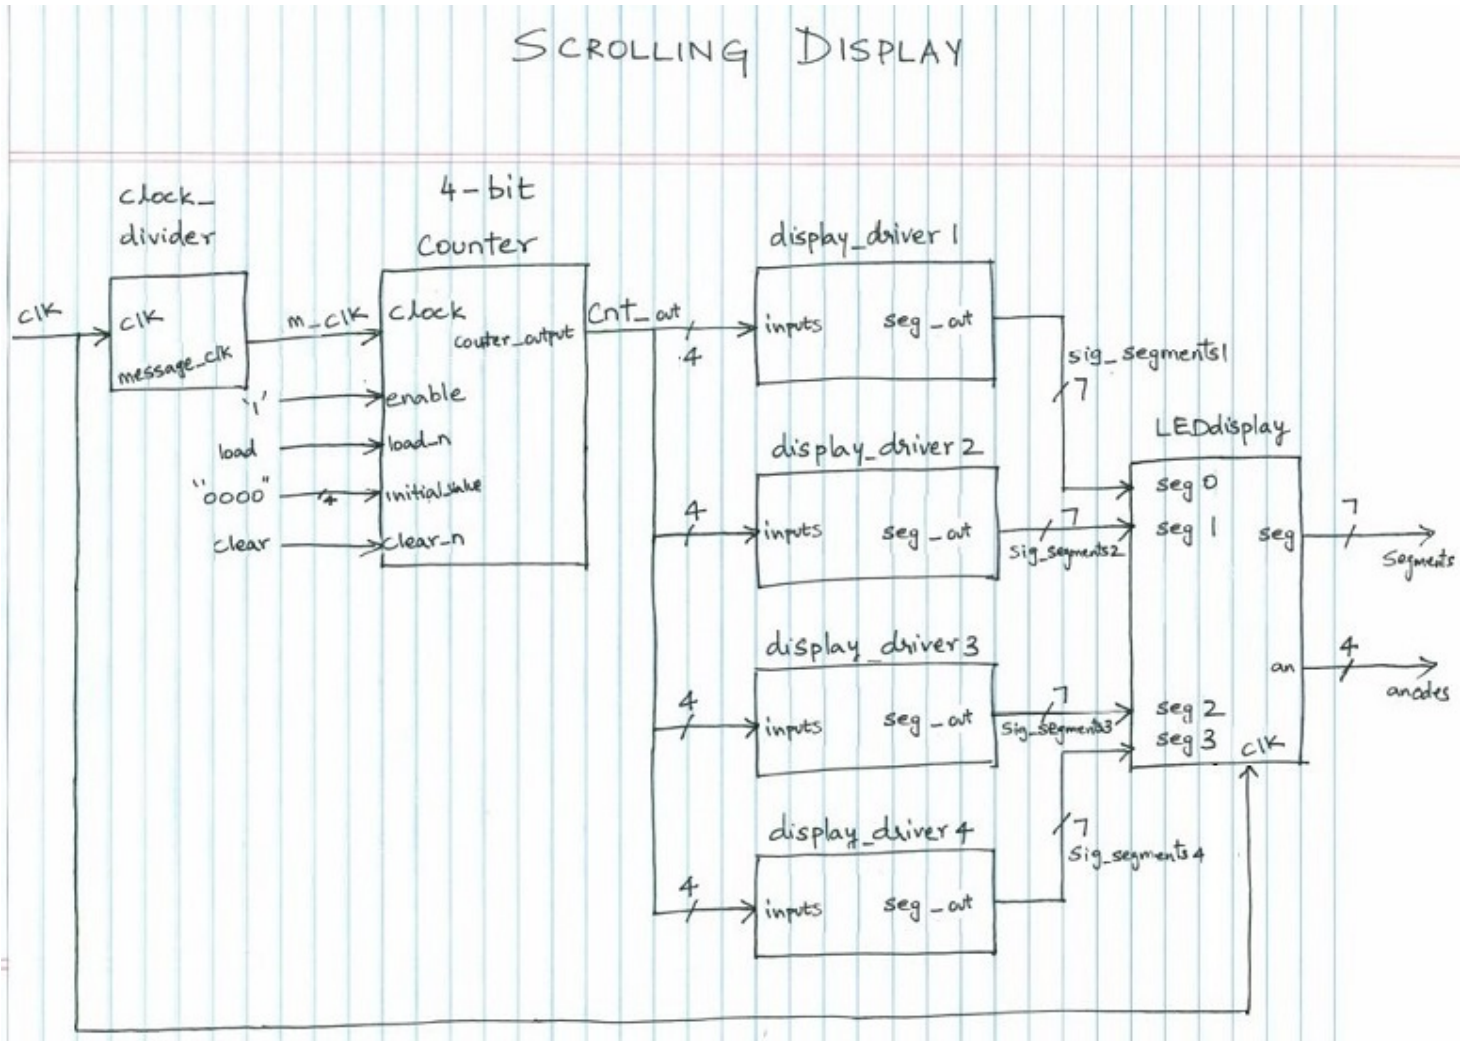 SCROLLING DISPLAY
clock_
divider
4-bit
Counter
clk
clk
message_clk
m_clk
clock
couter_output
enable
load_n
initial_value
clear_n
'1'
load
"0000"
4
clear
Cnt_out
4
display_driver 1
inputs
seg_out
sig_segments1
7
4
display_driver 2
inputs
seg_out
7
sig_segments2
4
display_driver 3
inputs
seg_out
7
sig_segments3
4
display_driver 4
inputs
seg_out
7
Sig_segments4
LEDdisplay
seg 0
seg 1
seg 2
seg 3
clk
seg
an
7
Segments
4
anodes